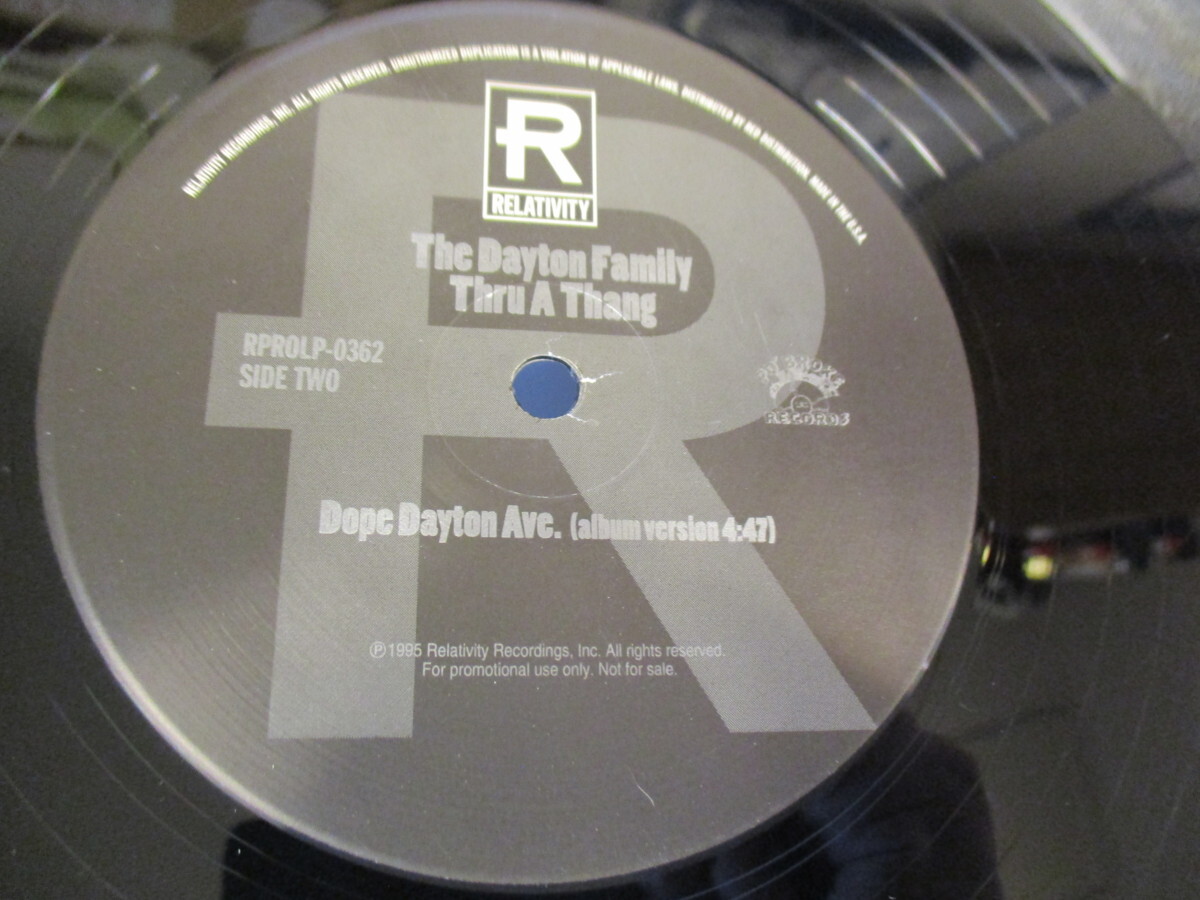 RELATIVITY RECORDINGS, INC. ALL RIGHTS RESERVED. UNAUTHORIZED DUPLICATION IS A VIOLATION OF APPLICABLE LAWS. DISTRIBUTED BY RED DISTRIBUTION. MADE IN THE U.S.A.
R
RELATIVITY
The Dayton Family
Thru A Thang
RPROLP-0362
SIDE TWO
PO' BROKE
RECORDS
Dope Dayton Ave. (album version 4:47)
℗1995 Relativity Recordings, Inc. All rights reserved.
For promotional use only. Not for sale.